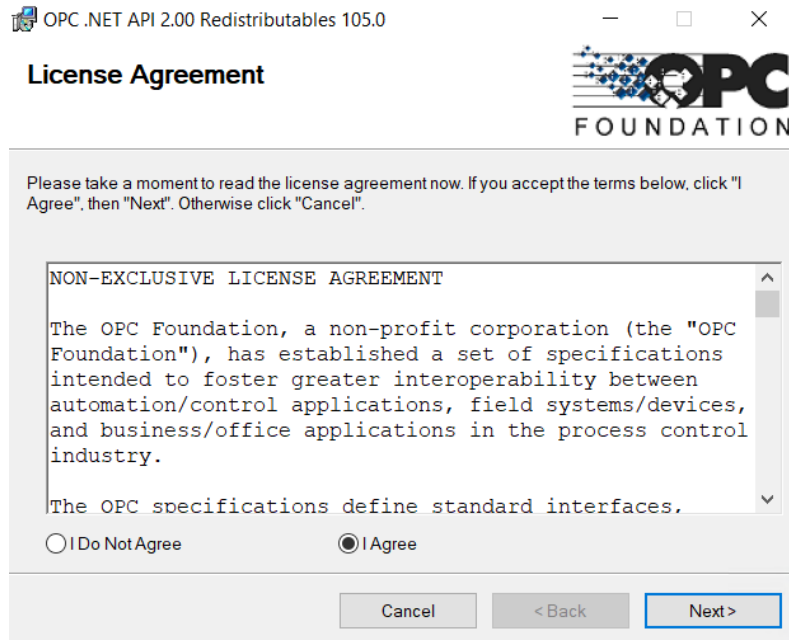 OPC .NET API 2.00 Redistributables 105.0
License Agreement
OPC
FOUNDATION
Please take a moment to read the license agreement now. If you accept the terms below, click "I
Agree", then "Next". Otherwise click "Cancel".
NON-EXCLUSIVE LICENSE AGREEMENT
The OPC Foundation, a non-profit corporation (the "OPC
Foundation"), has established a set of specifications
intended to foster greater interoperability between
automation/control applications, field systems/devices,
and business/office applications in the process control
industry.
The OPC specifications define standard interfaces,
I Do Not Agree
I Agree
Cancel
< Back
Next >